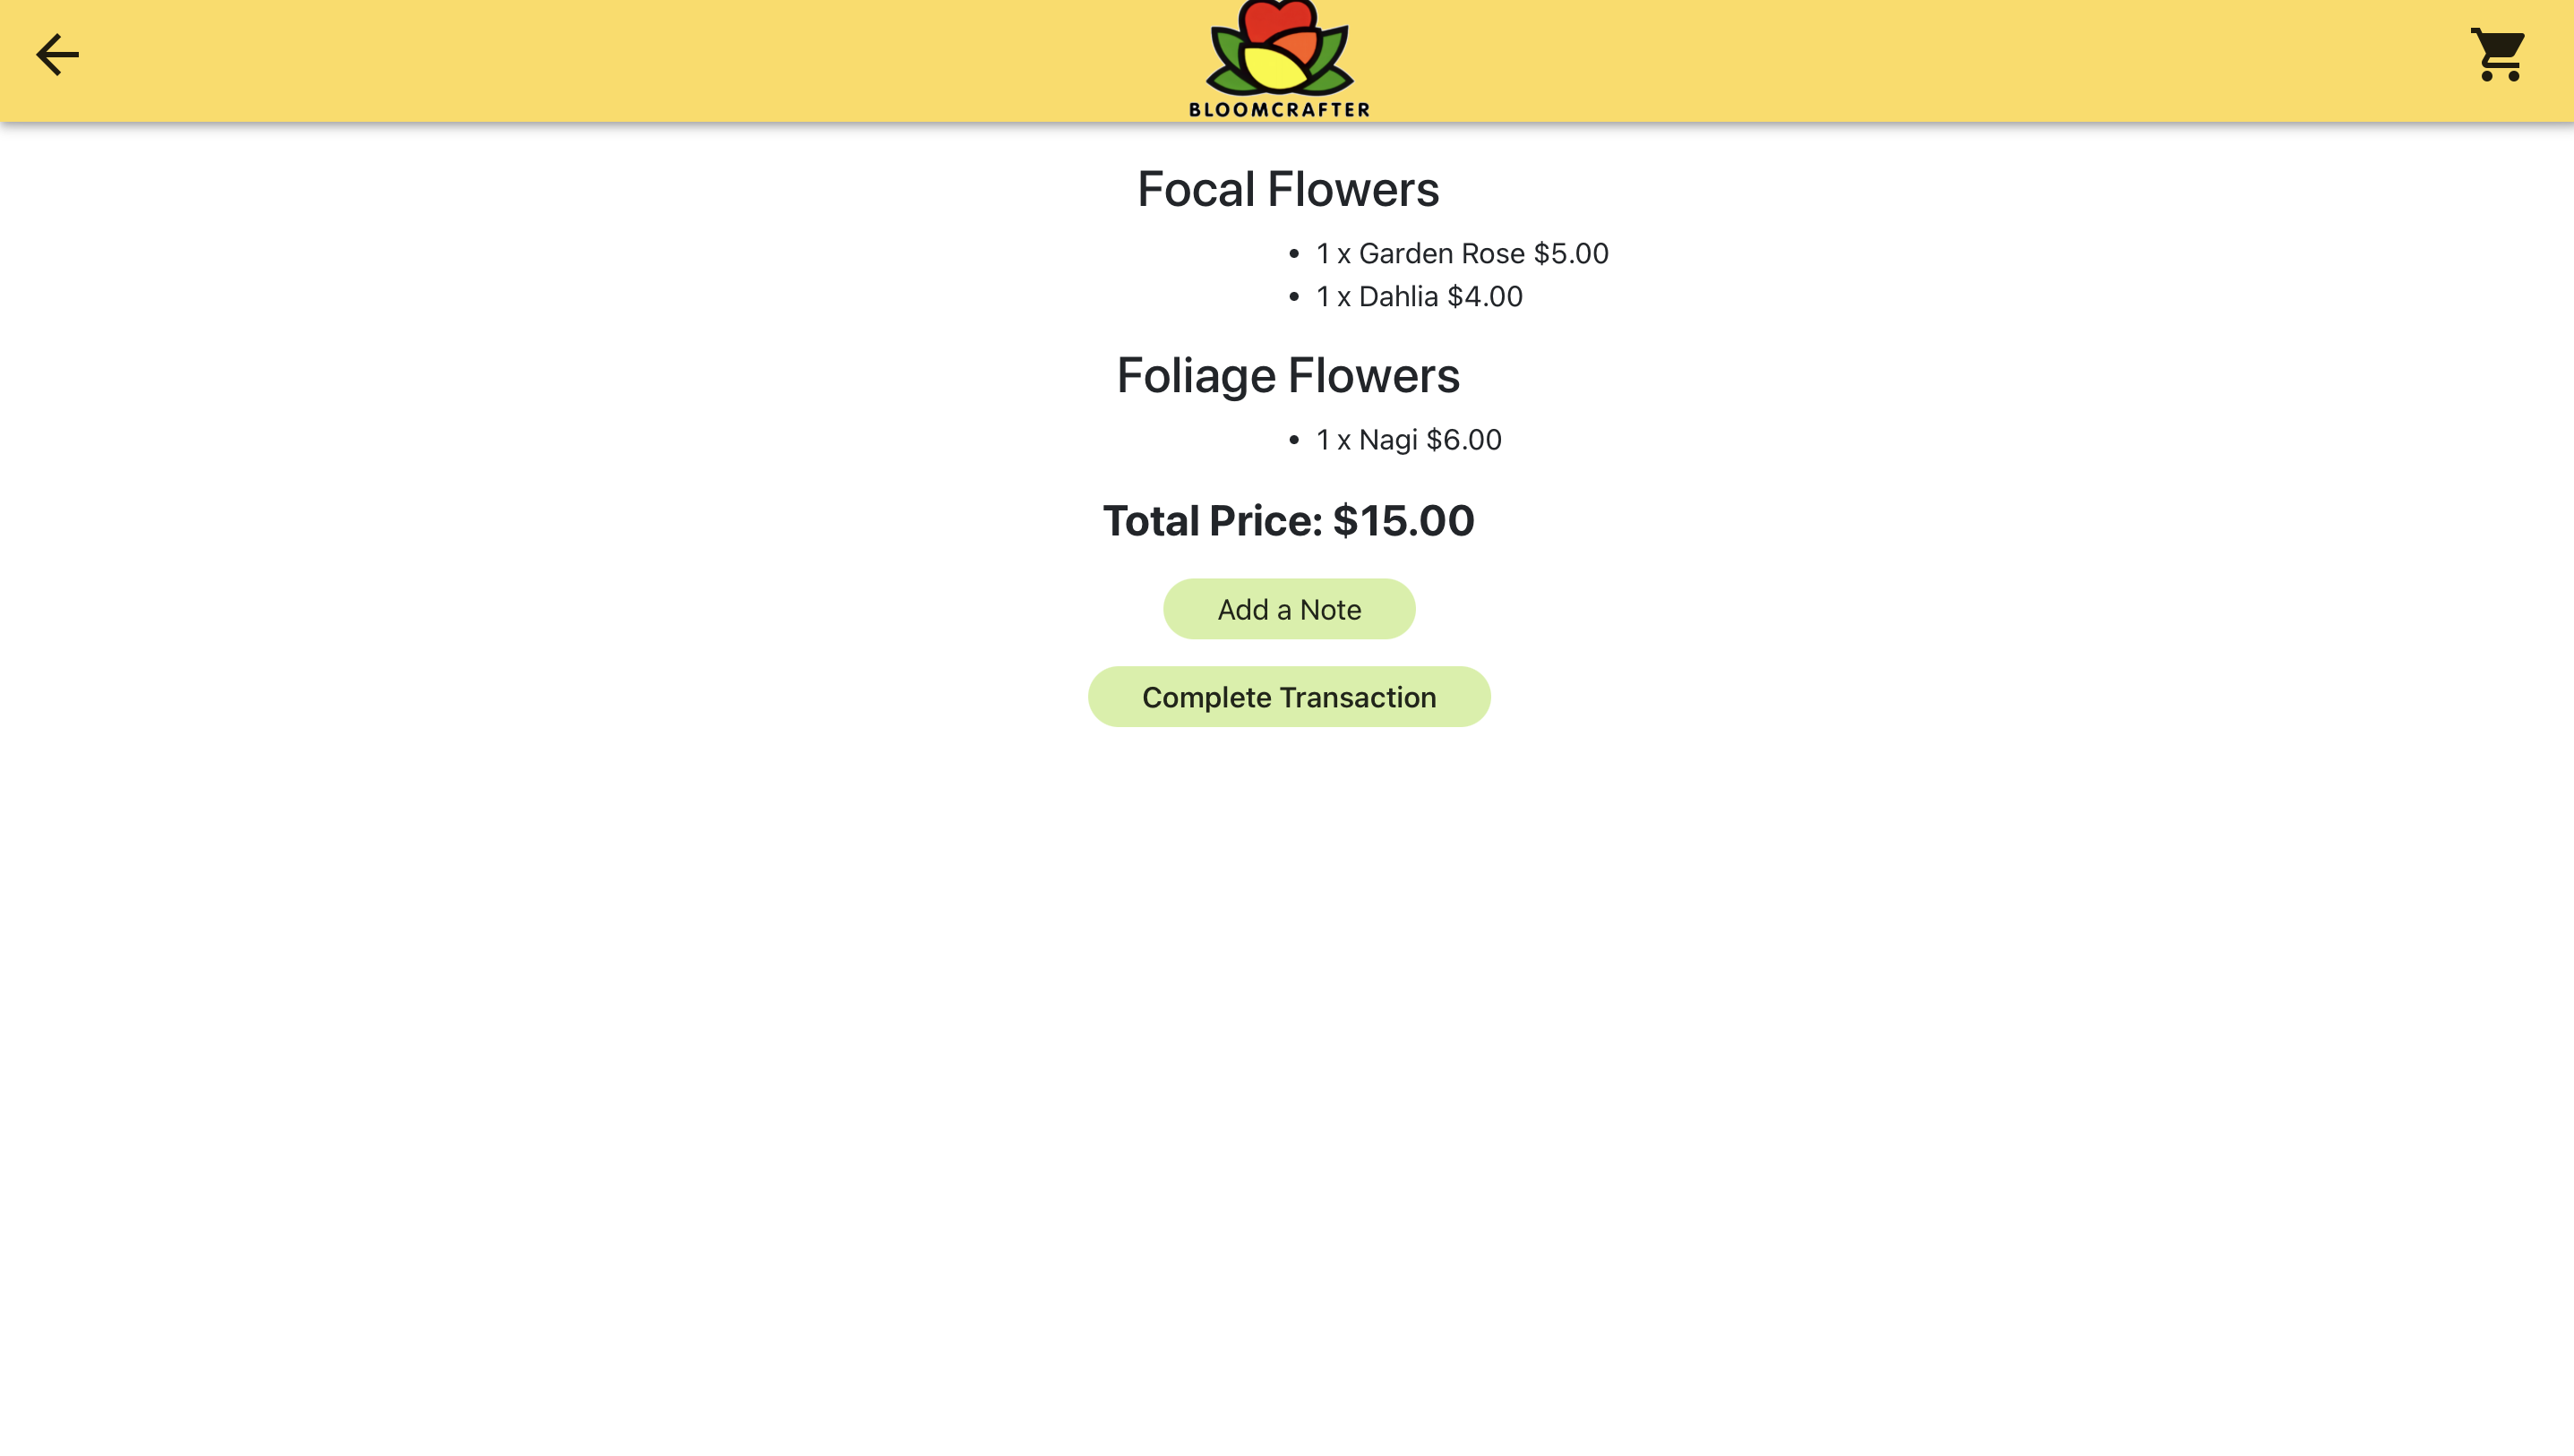 BLOOMCRAFTER
Focal Flowers
• 1 x Garden Rose $5.00
• 1 x Dahlia $4.00
Foliage Flowers
• 1 x Nagi $6.00
Total Price: $15.00
Add a Note
Complete Transaction